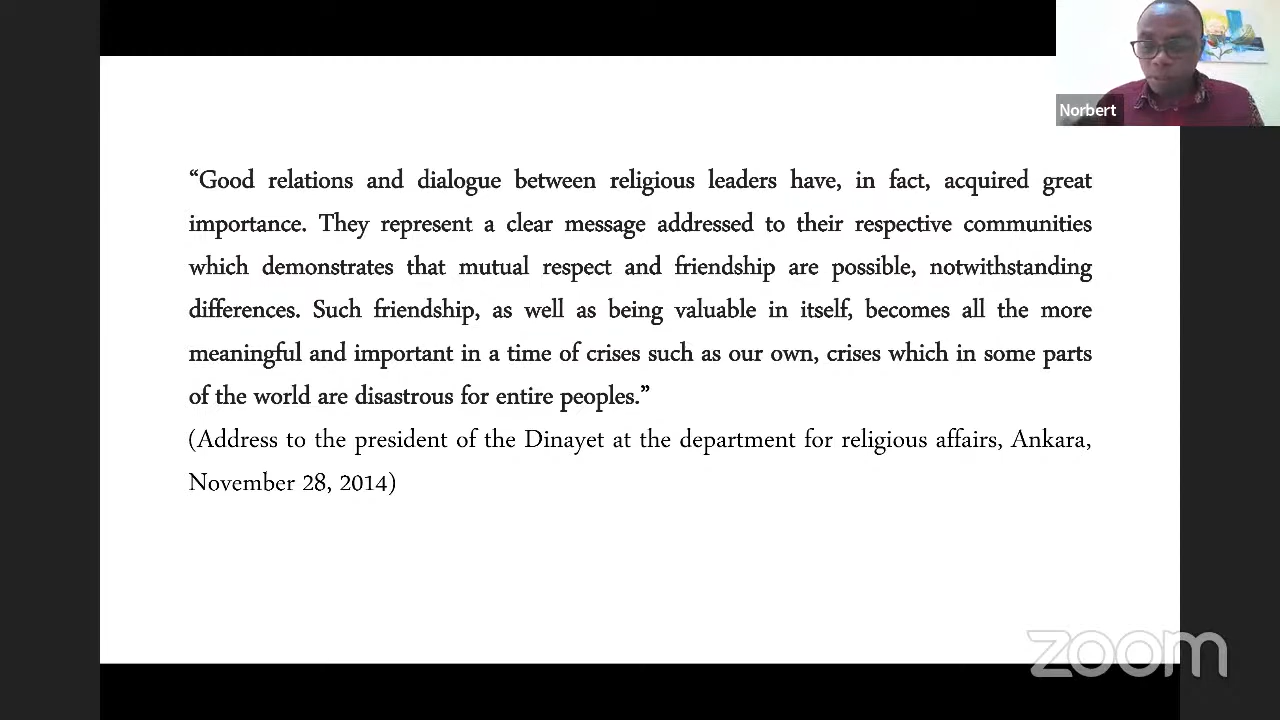 Norbert
“Good relations and dialogue between religious leaders have, in fact, acquired great
importance. They represent a clear message addressed to their respective communities
which demonstrates that mutual respect and friendship are possible, notwithstanding
differences. Such friendship, as well as being valuable in itself, becomes all the more
meaningful and important in a time of crises such as our own, crises which in some parts
of the world are disastrous for entire peoples.”
(Address to the president of the Dinayet at the department for religious affairs, Ankara,
November 28, 2014)
zoom